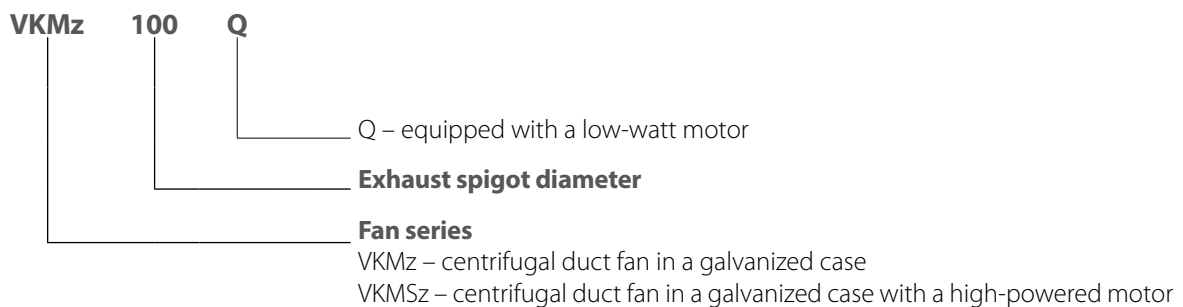 VKMz 100 Q
Q – equipped with a low-watt motor
Exhaust spigot diameter
Fan series
VKMz – centrifugal duct fan in a galvanized case
VKMSz – centrifugal duct fan in a galvanized case with a high-powered motor